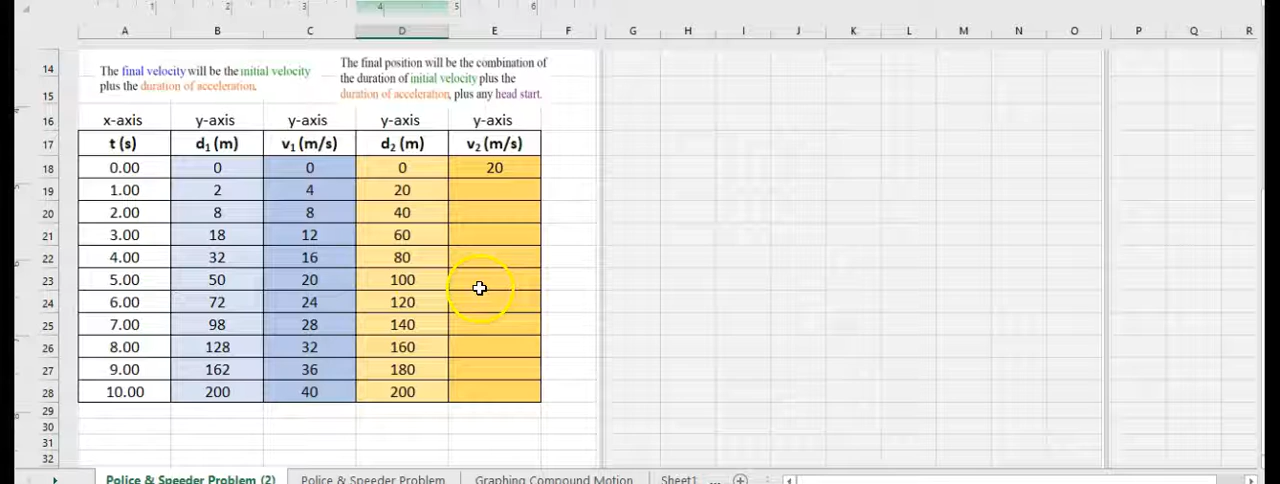 1 2 3 4 5 6
A B C D E F G H I J K L M N O P Q R
14 The final velocity will be the initial velocity The final position will be the combination of
plus the duration of acceleration. the duration of initial velocity plus the
15 duration of acceleration, plus any head start.
16 x-axis y-axis y-axis y-axis y-axis
17 t (s) d₁ (m) v₁ (m/s) d₂ (m) v₂ (m/s)
18 0.00 0 0 0 20
19 1.00 2 4 20
20 2.00 8 8 40
21 3.00 18 12 60
22 4.00 32 16 80
23 5.00 50 20 100
24 6.00 72 24 120
25 7.00 98 28 140
26 8.00 128 32 160
27 9.00 162 36 180
28 10.00 200 40 200
29
30
31
32
Police & Speeder Problem (2) Police & Speeder Problem Graphing Compound Motion Sheet1 ...